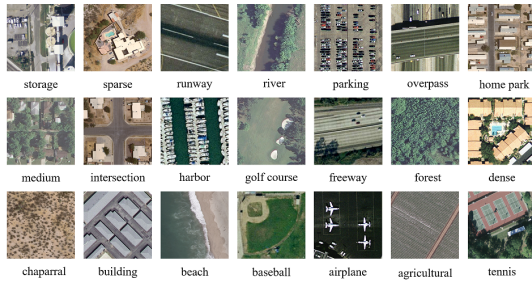 storage sparse runway river parking overpass home park
medium intersection harbor golf course freeway forest dense
chaparral building beach baseball airplane agricultural tennis